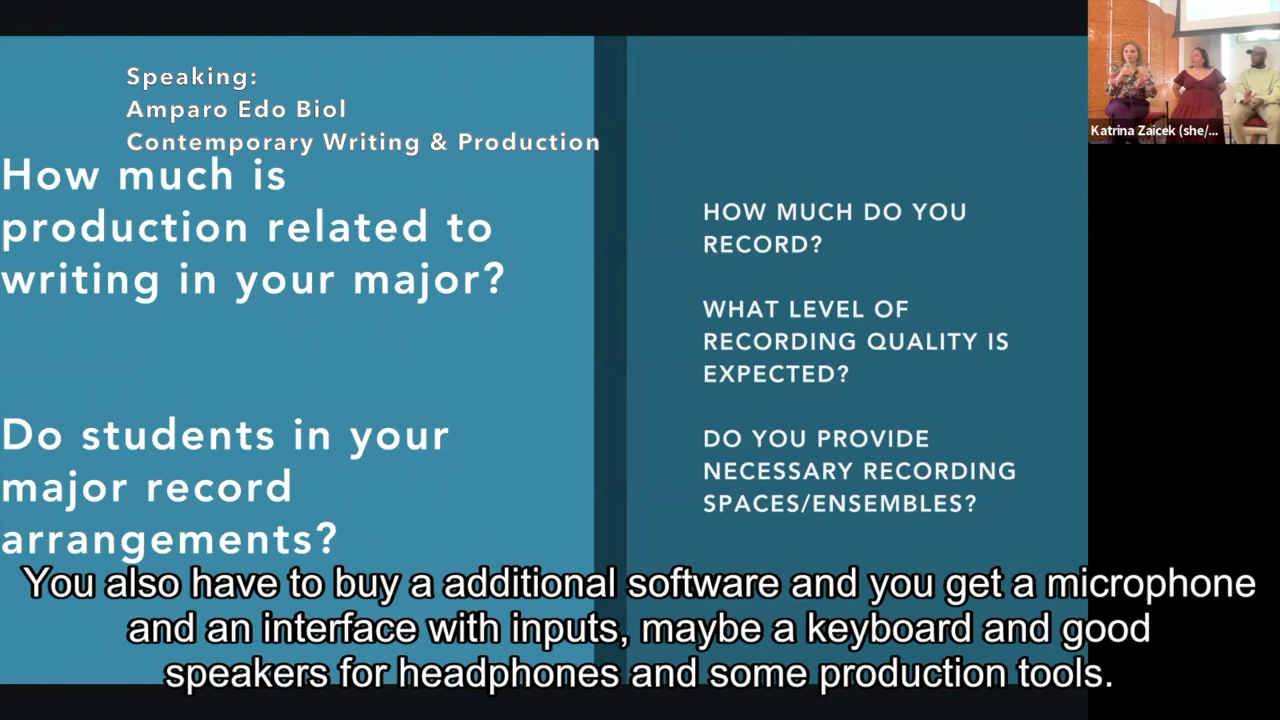 Speaking:
Amparo Edo Biol
Contemporary Writing & Production
How much is
production related to
writing in your major?
Do students in your
major record
arrangements?
HOW MUCH DO YOU
RECORD?
WHAT LEVEL OF
RECORDING QUALITY IS
EXPECTED?
DO YOU PROVIDE
NECESSARY RECORDING
SPACES/ENSEMBLES?
Katrina Zaicek (she/...
You also have to buy a additional software and you get a microphone
and an interface with inputs, maybe a keyboard and good
speakers for headphones and some production tools.